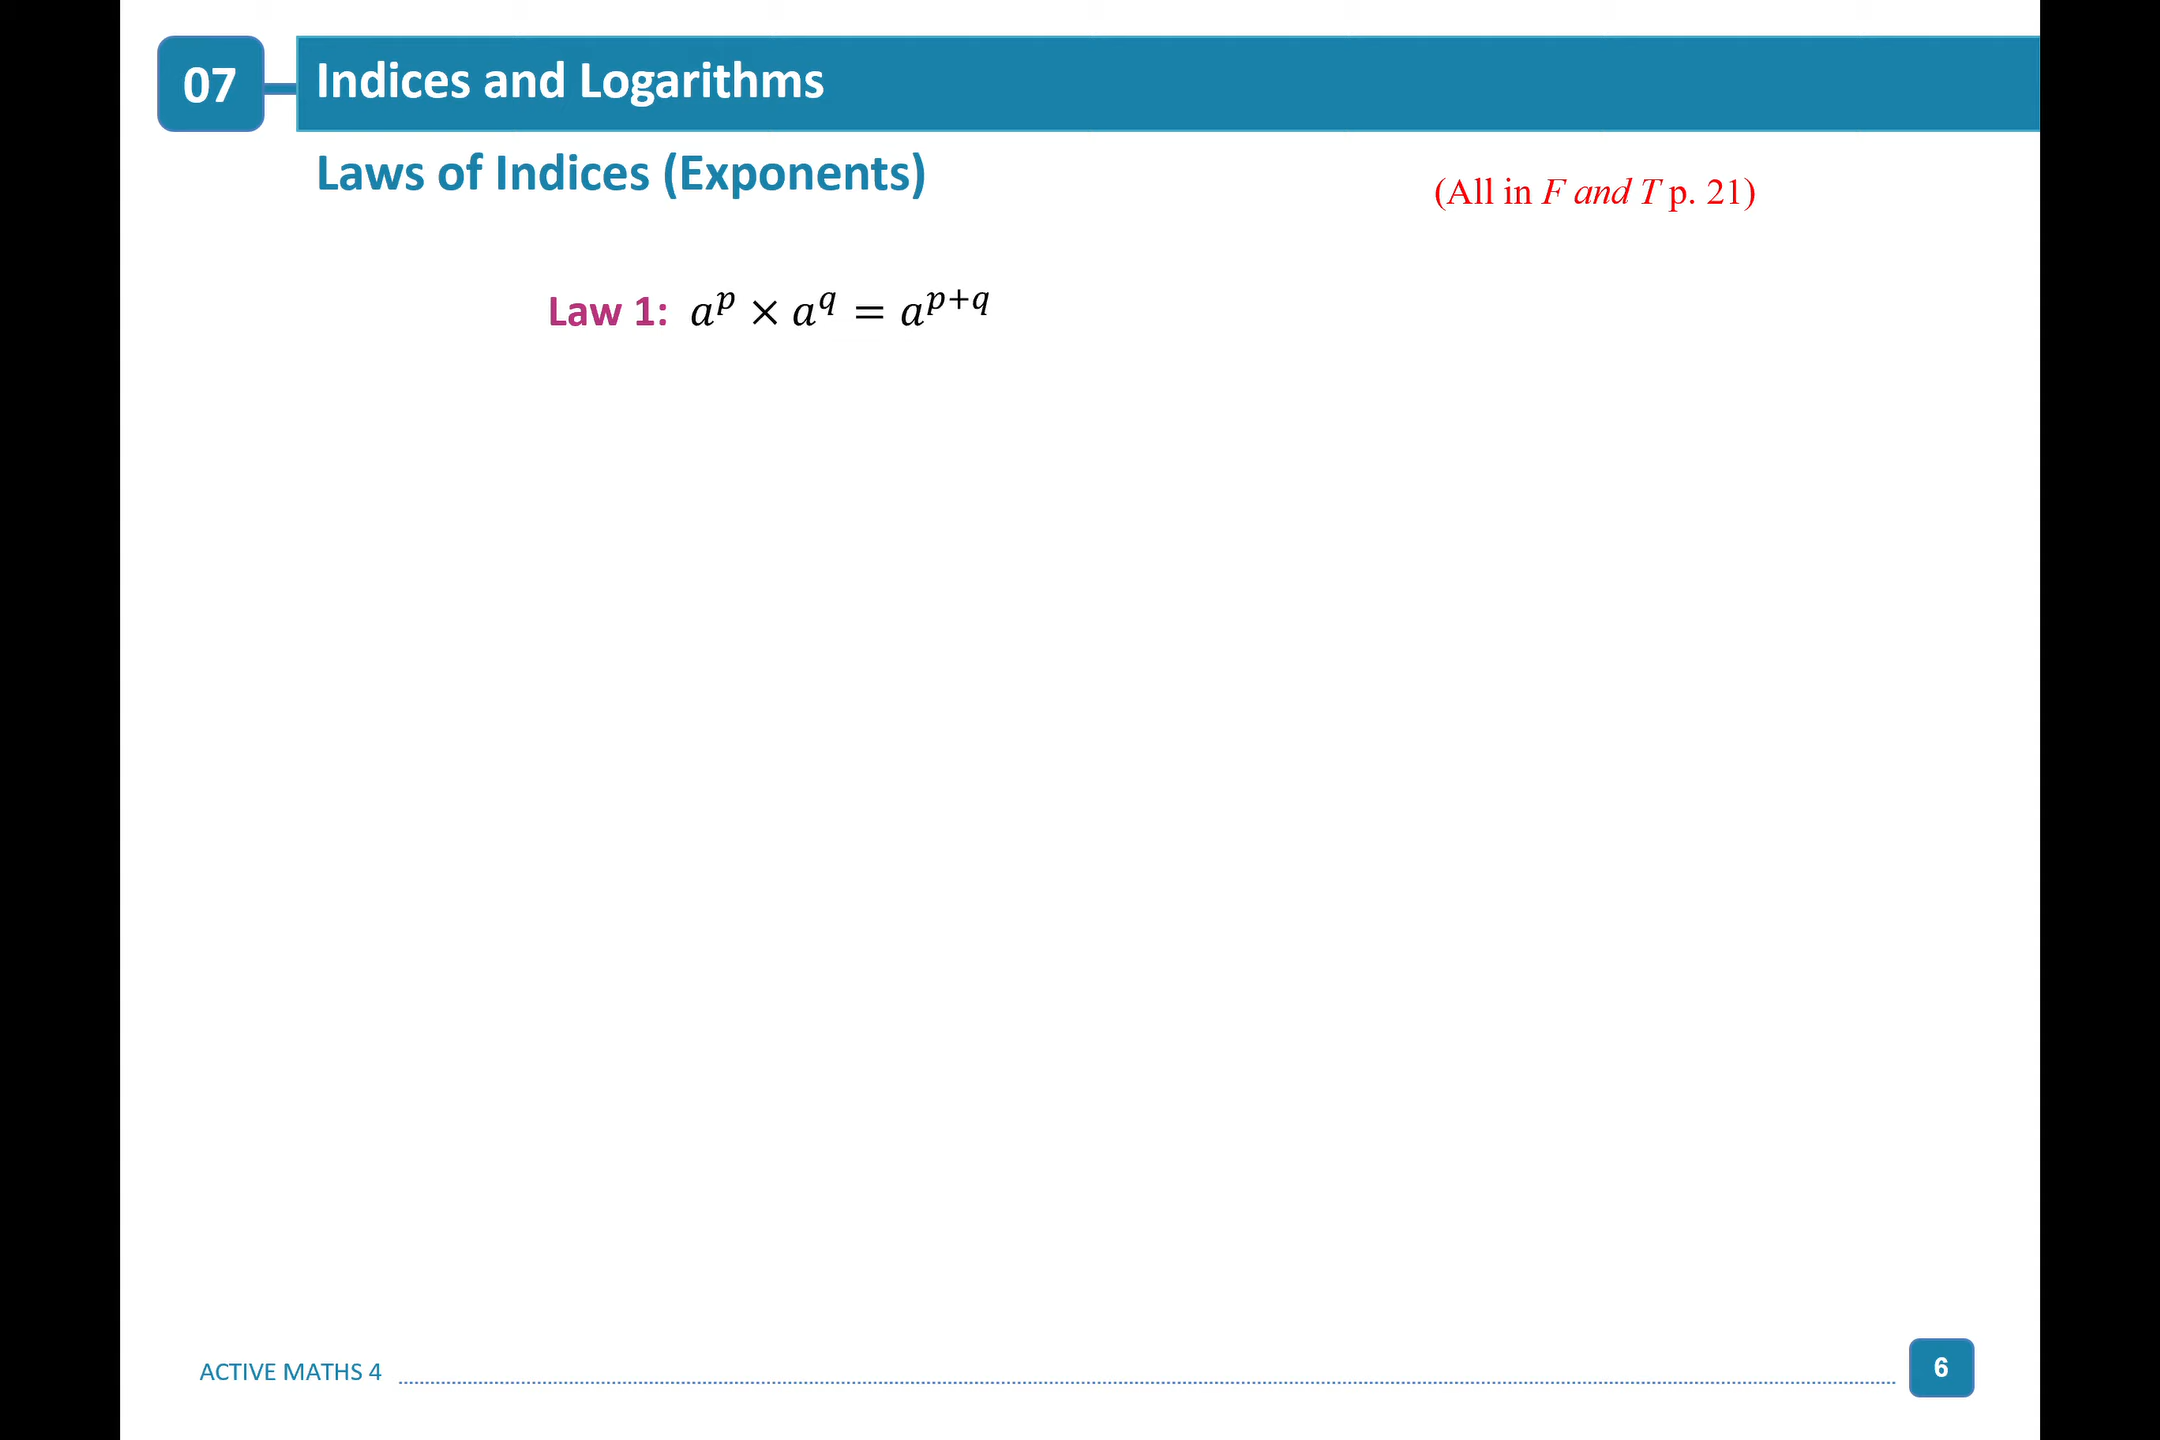 07
Indices and Logarithms
Laws of Indices (Exponents)
(All in F and T p. 21)
Law 1: a^p × a^q = a^{p+q}
ACTIVE MATHS 4
6